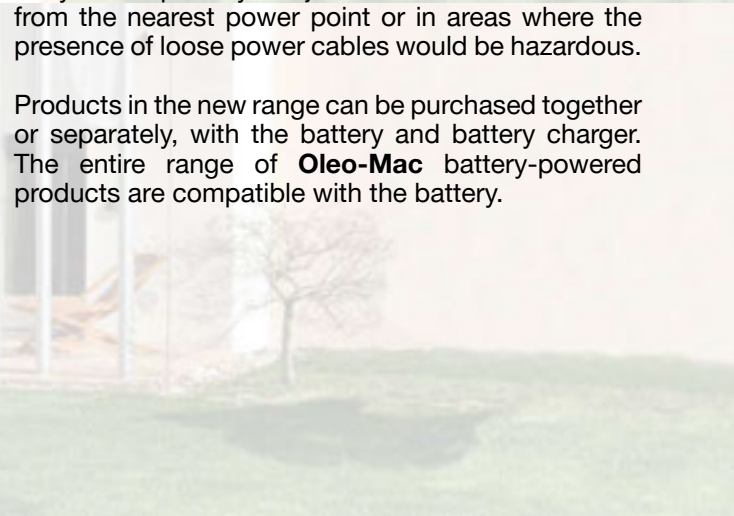 from the nearest power point or in areas where the
presence of loose power cables would be hazardous.
Products in the new range can be purchased together
or separately, with the battery and battery charger.
The entire range of Oleo-Mac battery-powered
products are compatible with the battery.